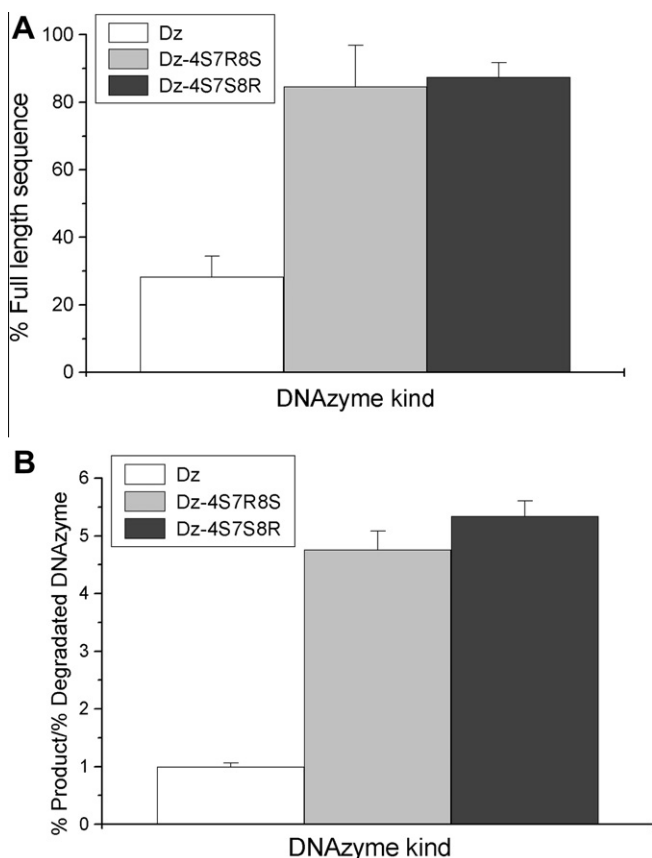 A
% Full length sequence
100
80
60
40
20
0
Dz
Dz-4S7R8S
Dz-4S7S8R
DNAzyme kind
B
% Product/% Degradated DNAzyme
6
5
4
3
2
1
0
Dz
Dz-4S7R8S
Dz-4S7S8R
DNAzyme kind